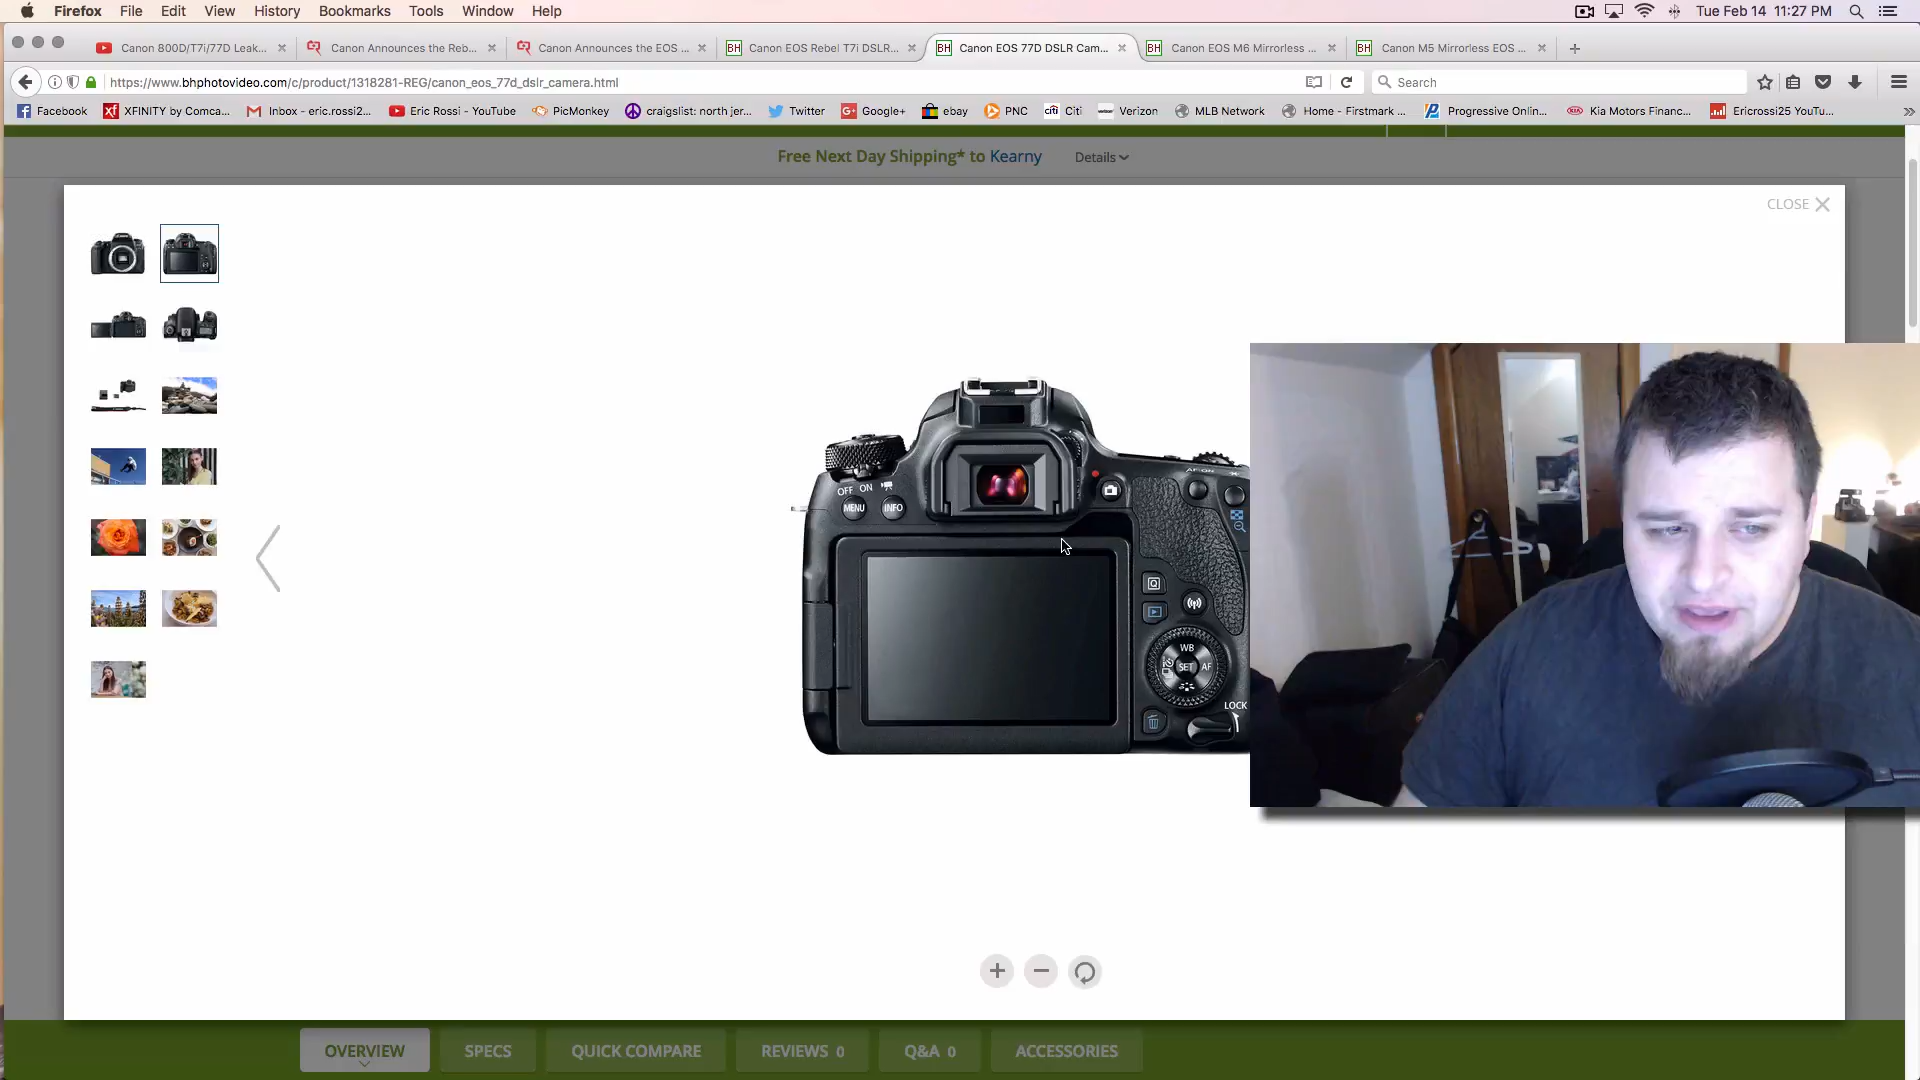 Firefox File Edit View History Bookmarks Tools Window Help Tue Feb 14 11:27 PM
Canon 800D/T7i/77D Leak... Canon Announces the Reb... Canon Announces the EOS ... Canon EOS Rebel T7i DSLR... Canon EOS 77D DSLR Cam... Canon EOS M6 Mirrorless ... Canon M5 Mirrorless EOS ...
https://www.bhphotovideo.com/c/product/1318281-REG/canon_eos_77d_dslr_camera.html Search
Facebook XFINITY by Comca... Inbox - eric.rossi2... Eric Rossi - YouTube PicMonkey craigslist: north jer... Twitter Google+ ebay PNC Citi Verizon MLB Network Home - Firstmark ... Progressive Onlin... Kia Motors Financ... Ericrossi25 YouTu...
Free Next Day Shipping* to Kearny Details
CLOSE
OFF ON
MENU INFO
AF-ON
Q
WB
SET AF
LOCK
OVERVIEW SPECS QUICK COMPARE REVIEWS 0 Q&A 0 ACCESSORIES